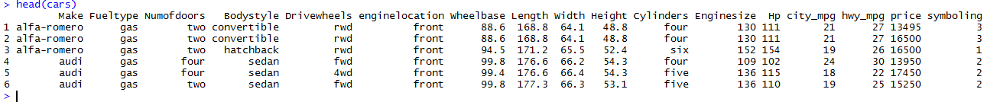 > head(cars)
Make Fueltype Numofdoors Bodystyle Drivewheels enginelocation Wheelbase Length Width Height Cylinders Enginesize Hp city_mpg hwy_mpg price symboling
1 alfa-romero gas two convertible rwd front 88.6 168.8 64.1 48.8 four 130 111 21 27 13495 3
2 alfa-romero gas two convertible rwd front 88.6 168.8 64.1 48.8 four 130 111 21 27 16500 3
3 alfa-romero gas two hatchback rwd front 94.5 171.2 65.5 52.4 six 152 154 19 26 16500 1
4 audi gas four sedan fwd front 99.8 176.6 66.2 54.3 four 109 102 24 30 13950 2
5 audi gas four sedan 4wd front 99.4 176.6 66.4 54.3 five 136 115 18 22 17450 2
6 audi gas two sedan fwd front 99.8 177.3 66.3 53.1 five 136 110 19 25 15250 2
>